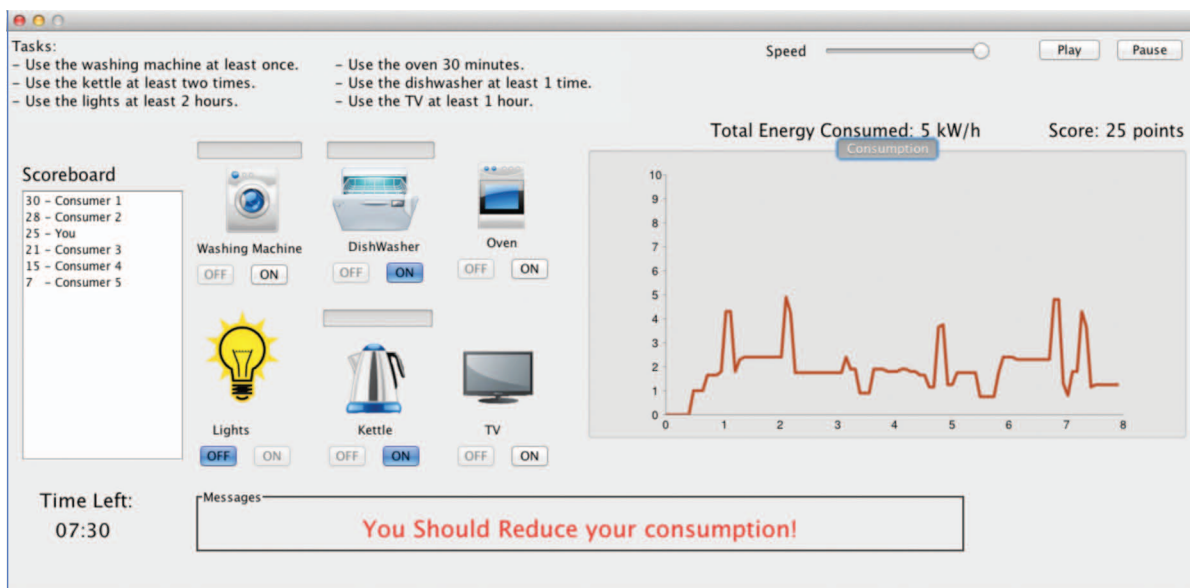 Tasks:
- Use the washing machine at least once.
- Use the kettle at least two times.
- Use the lights at least 2 hours.
- Use the oven 30 minutes.
- Use the dishwasher at least 1 time.
- Use the TV at least 1 hour.
Speed
Play
Pause
Total Energy Consumed: 5 kW/h
Score: 25 points
Scoreboard
30 - Consumer 1
28 - Consumer 2
25 - You
21 - Consumer 3
15 - Consumer 4
7 - Consumer 5
Washing Machine
OFF ON
DishWasher
OFF ON
Oven
OFF ON
Lights
OFF ON
Kettle
OFF ON
TV
OFF ON
Consumption
10
9
8
7
6
5
4
3
2
1
0
0 1 2 3 4 5 6 7 8
Time Left:
07:30
Messages
You Should Reduce your consumption!